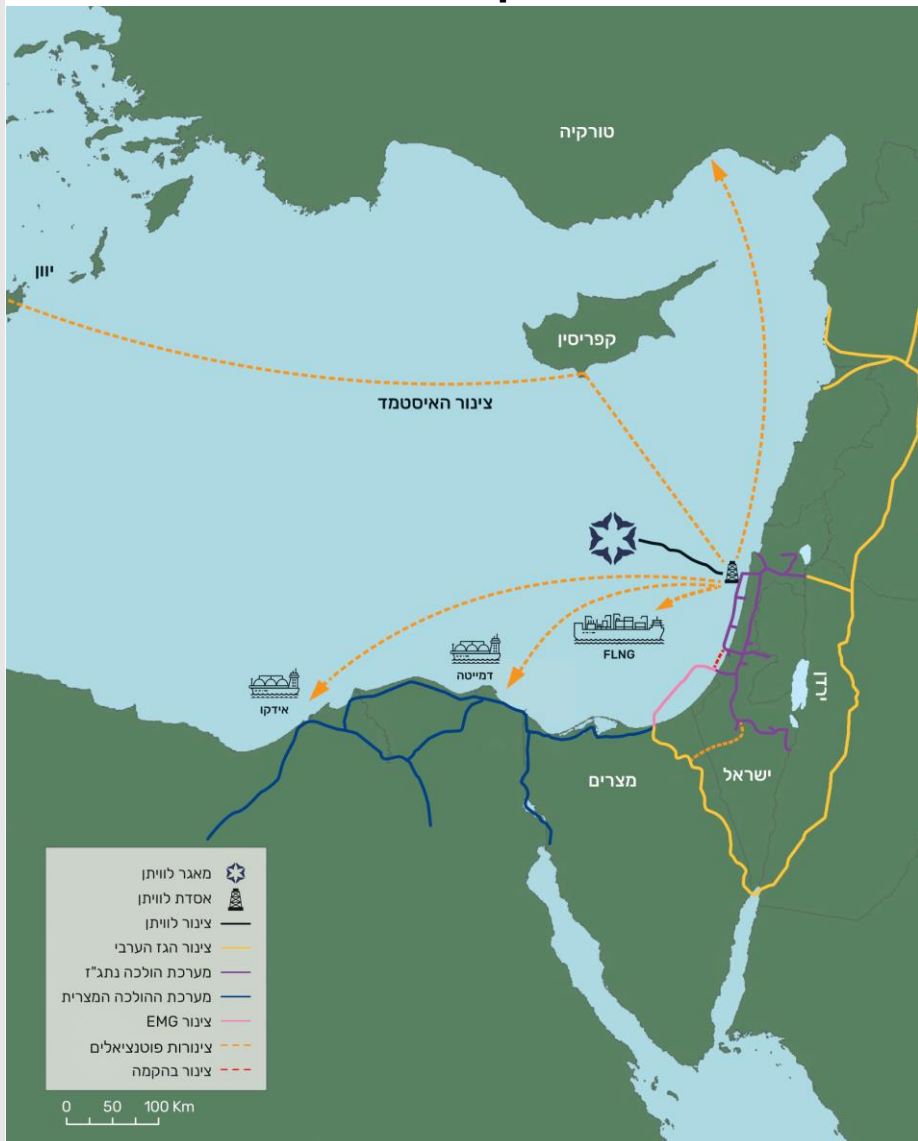 טורקיה
יוון
קפריסין
צינור האיסטמד
FLNG
דמייטה
אידקו
ירדן
ישראל
מצרים
מאגר לוויתן
אסדת לוויתן
צינור לוויתן
צינור הגז הערבי
מערכת הולכה נתג"ז
מערכת ההולכה המצרית
צינור EMG
צינורות פוטנציאלים
צינור בהקמה
0 50 100 Km